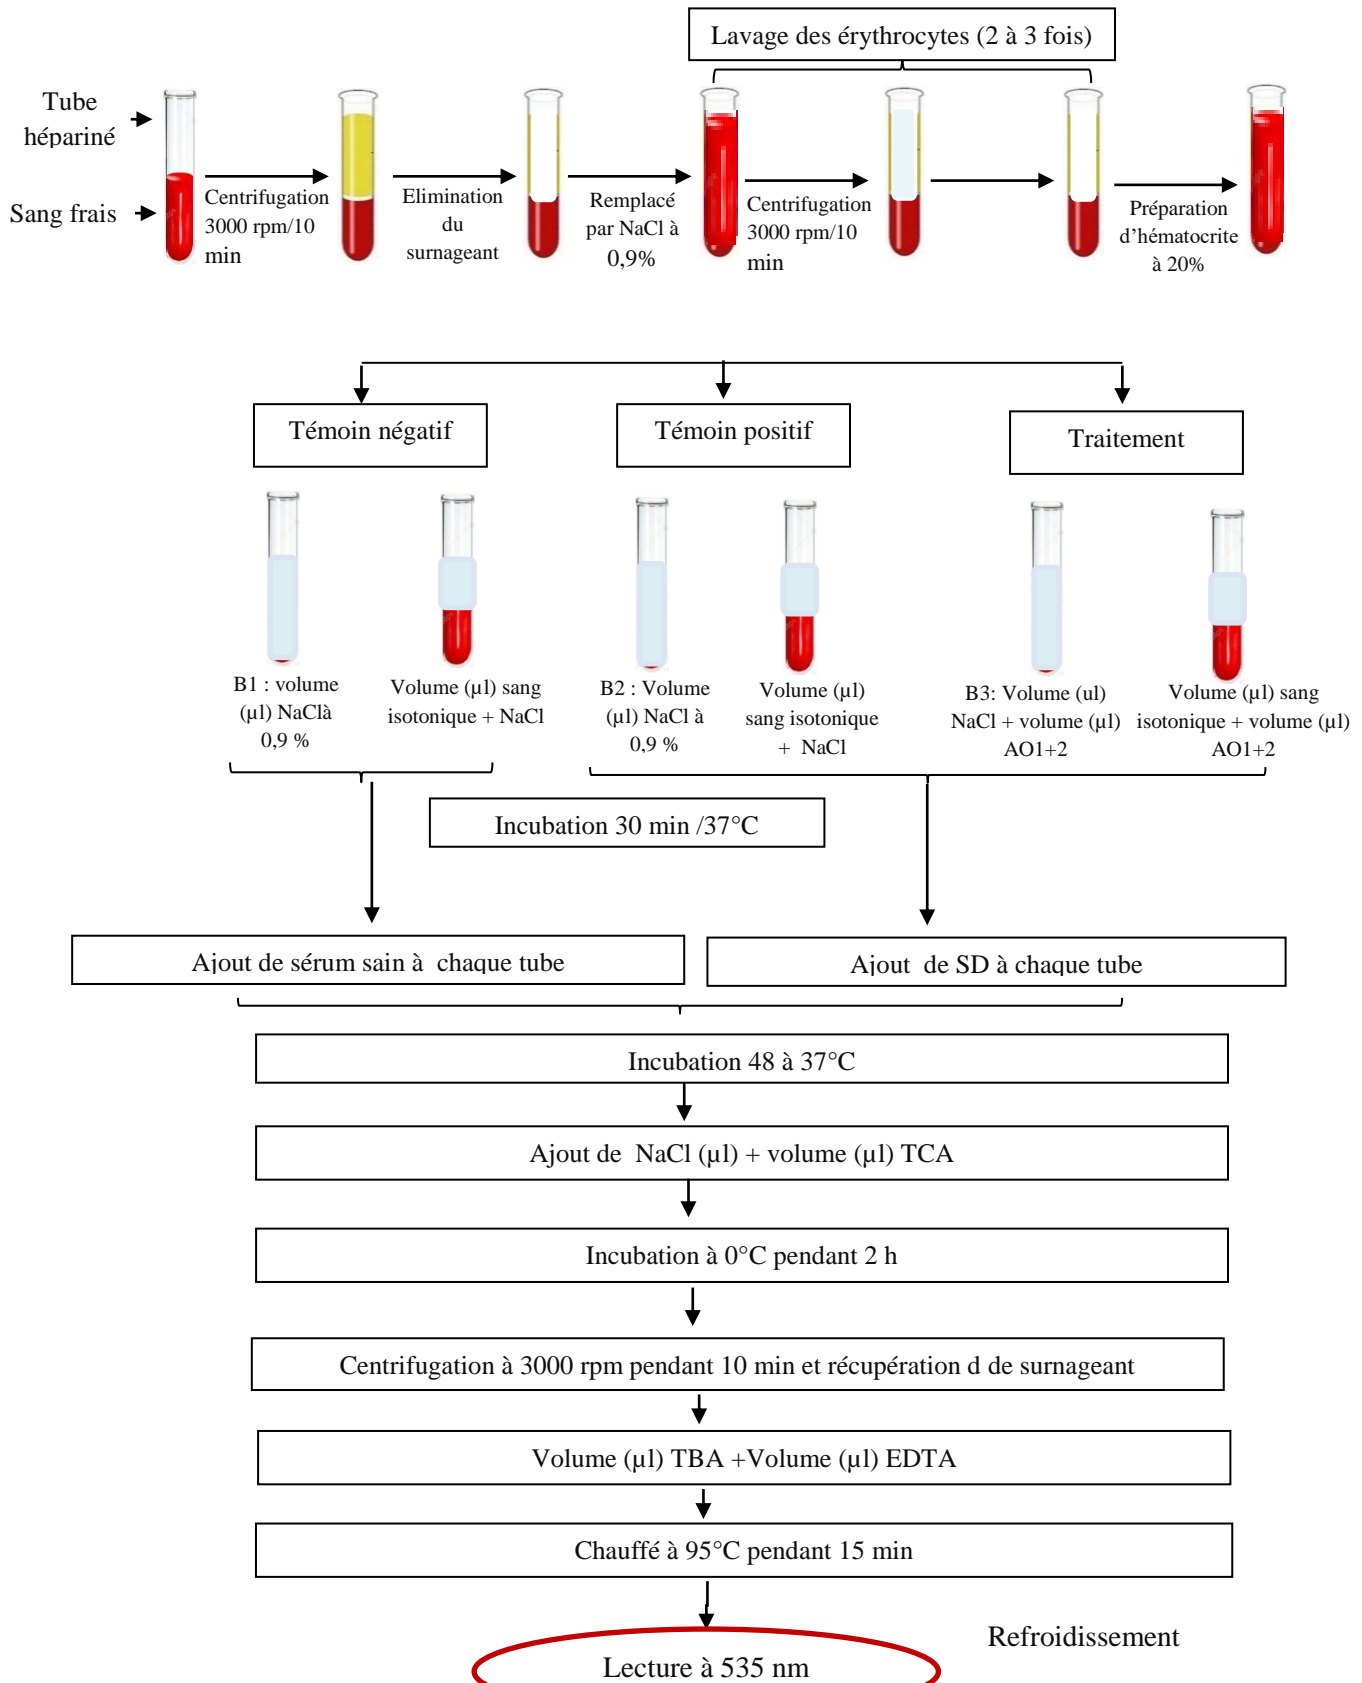 Lavage des érythrocytes (2 à 3 fois)
Tube
hépariné
Sang frais
Centrifugation
3000 rpm/10
min
Elimination
du
surnageant
Remplacé
par NaCl à
0,9%
Centrifugation
3000 rpm/10
min
Préparation
d’hématocrite
à 20%
Témoin négatif
Témoin positif
Traitement
B1 : volume
(µl) NaClà
0,9 %
Volume (µl) sang
isotonique + NaCl
B2 : Volume
(µl) NaCl à
0,9 %
Volume (µl)
sang isotonique
+ NaCl
B3: Volume (ul)
NaCl + volume (µl)
AO1+2
Volume (µl) sang
isotonique + volume (µl)
AO1+2
Incubation 30 min /37°C
Ajout de sérum sain à chaque tube
Ajout de SD à chaque tube
Incubation 48 à 37°C
Ajout de NaCl (µl) + volume (µl) TCA
Incubation à 0°C pendant 2 h
Centrifugation à 3000 rpm pendant 10 min et récupération d de surnageant
Volume (µl) TBA +Volume (µl) EDTA
Chauffé à 95°C pendant 15 min
Refroidissement
Lecture à 535 nm